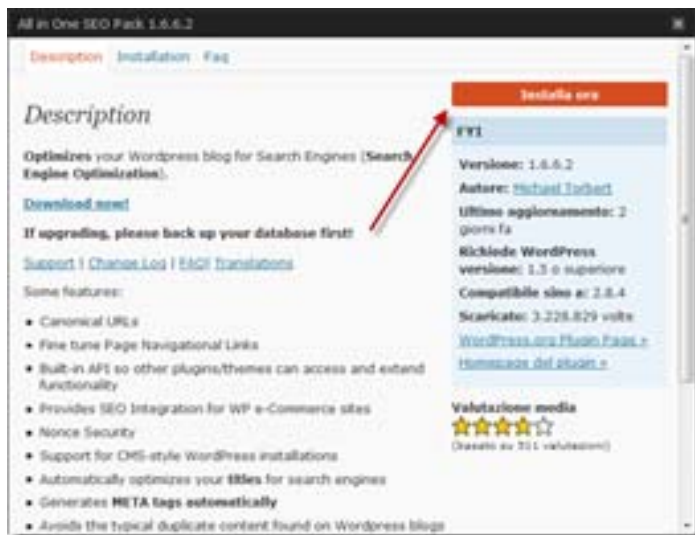 All in One SEO Pack 1.6.6.2
Description Installation Faq
Installa ora
Description
FYI
Optimizes your Wordpress blog for Search Engines (Search
Engine Optimization).
Download now!
If upgrading, please back up your database first!
Support | Change Log | FAQ| Translations
Some features:
• Canonical URLs
• Fine tune Page Navigational Links
• Built-in API so other plugins/themes can access and extend
functionality
• Provides SEO Integration for WP e-Commerce sites
• Nonce Security
• Support for CMS-style WordPress installations
• Automatically optimizes your titles for search engines
• Generates META tags automatically
• Avoids the typical duplicate content found on Wordpress blogs
Versione: 1.6.6.2
Autore: Michael Torbert
Ultimo aggiornamento: 2
giorni fa
Richiede WordPress
versione: 1.5 o superiore
Compatibile sino a: 2.8.4
Scaricato: 3.228.829 volte
WordPress.org Plugin Page »
Homepage del plugin »
Valutazione media
(basato su 511 valutazioni)